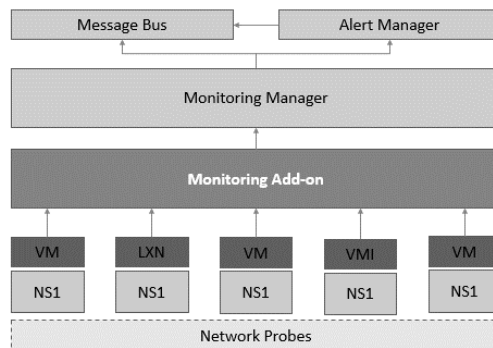 Message Bus
Alert Manager
Monitoring Manager
Monitoring Add-on
VM LXN VM VMI VM
NS1 NS1 NS1 NS1 NS1
Network Probes